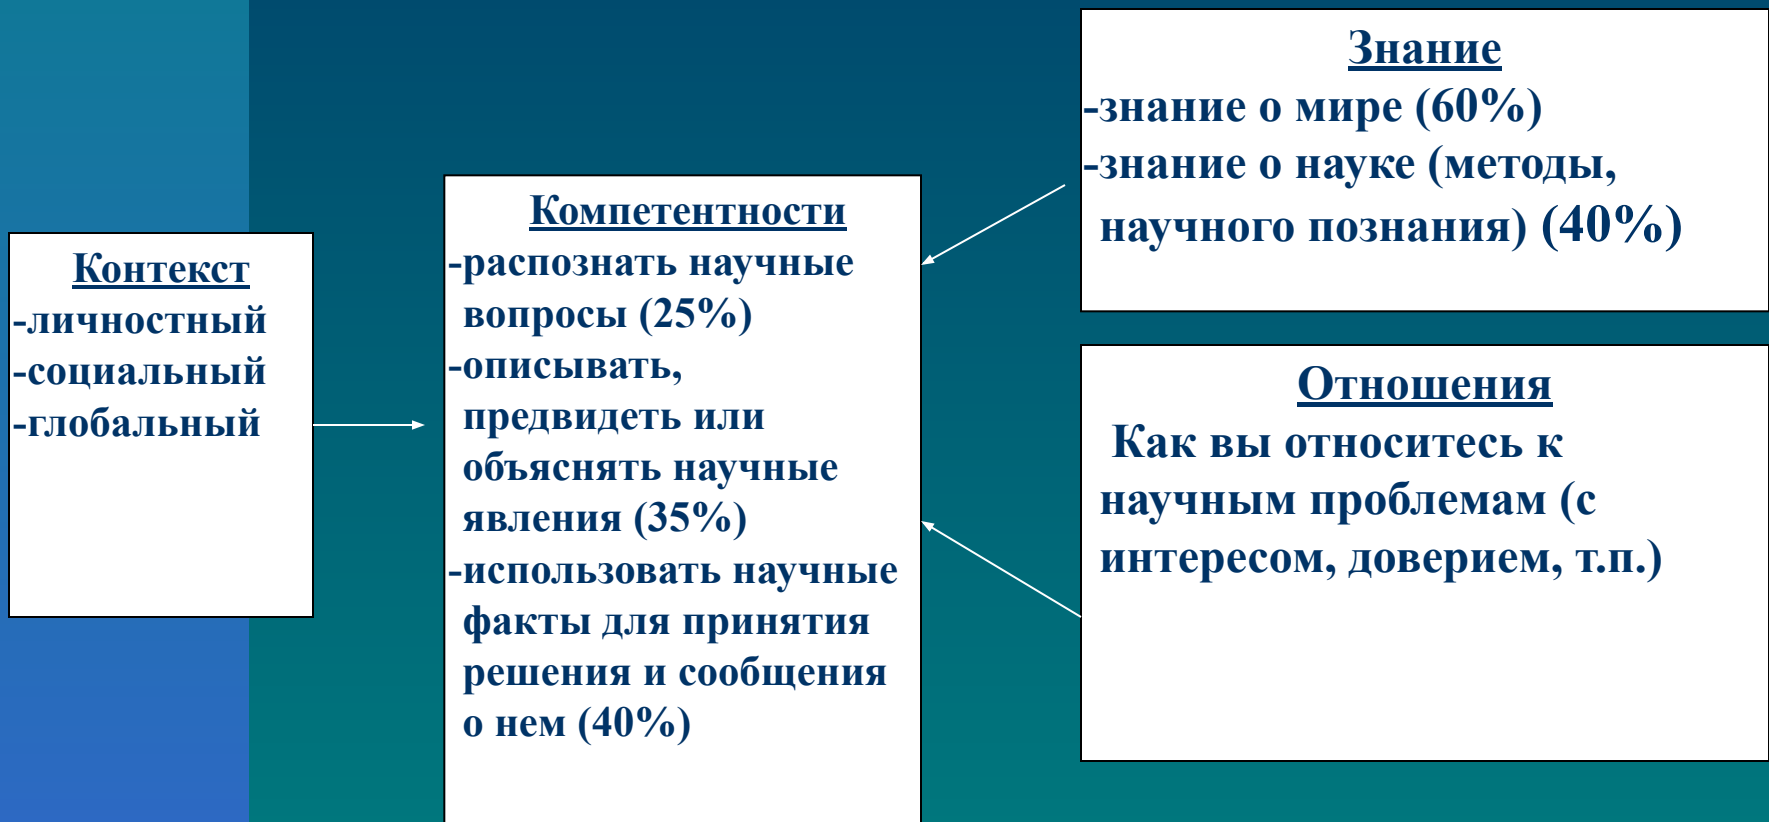 Контекст
-личностный
-социальный
-глобальный
Компетентности
-распознать научные
вопросы (25%)
-описывать,
предвидеть или
объяснять научные
явления (35%)
-использовать научные
факты для принятия
решения и сообщения
о нем (40%)
Знание
-знание о мире (60%)
-знание о науке (методы,
научного познания) (40%)
Отношения
Как вы относитесь к
научным проблемам (с
интересом, доверием, т.п.)